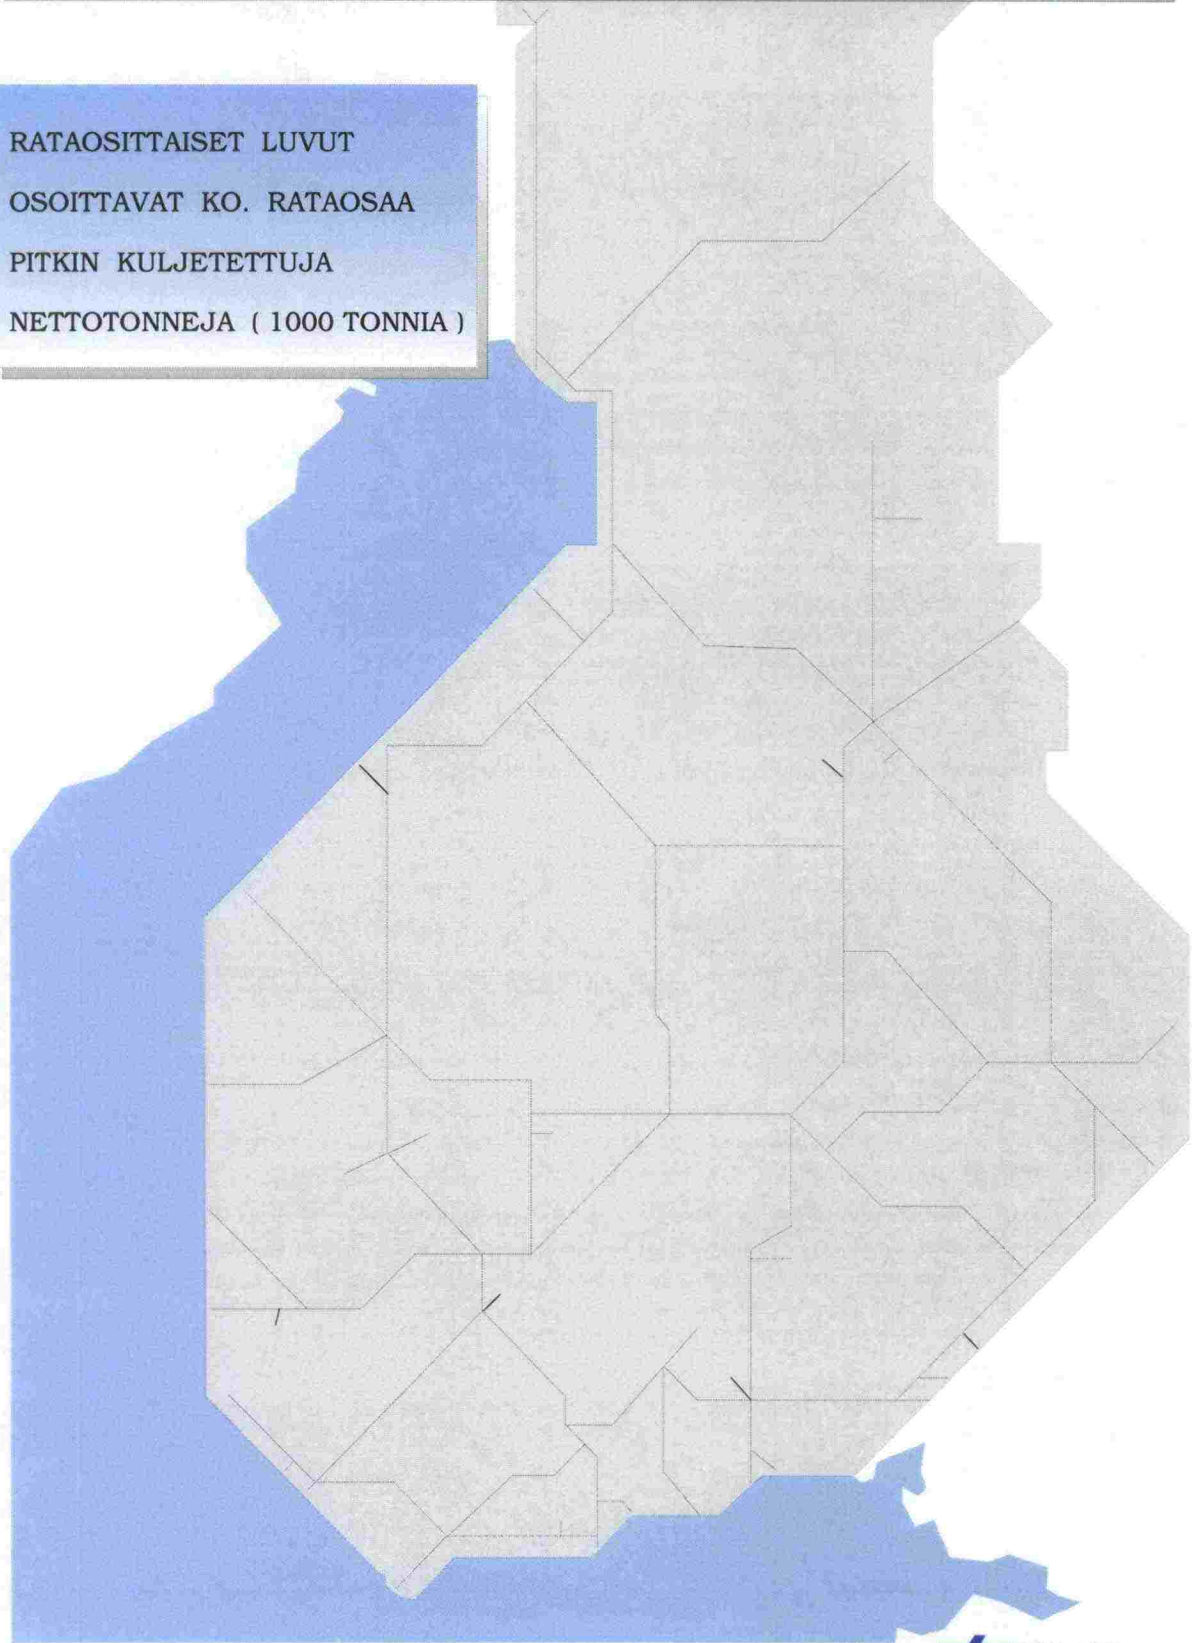 RATAOSITTAISET LUVUT
OSOITTAVAT KO. RATAOSAA
PITKIN KULJETETTUJA
NETTOTONNEJA ( 1000 TONNIA )